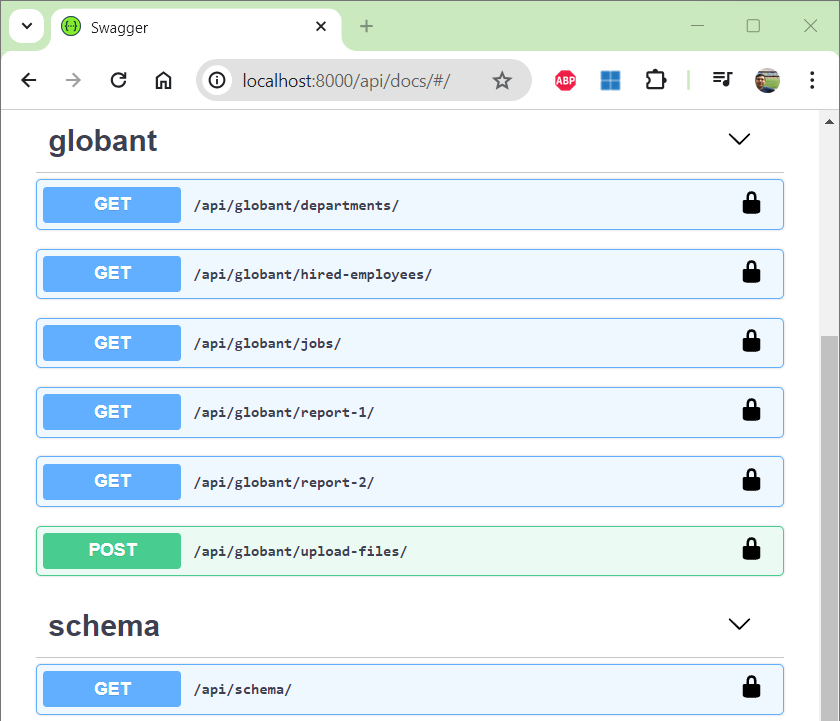 Swagger
localhost:8000/api/docs/#/
ABP
globant
GET /api/globant/departments/
GET /api/globant/hired-employees/
GET /api/globant/jobs/
GET /api/globant/report-1/
GET /api/globant/report-2/
POST /api/globant/upload-files/
schema
GET /api/schema/